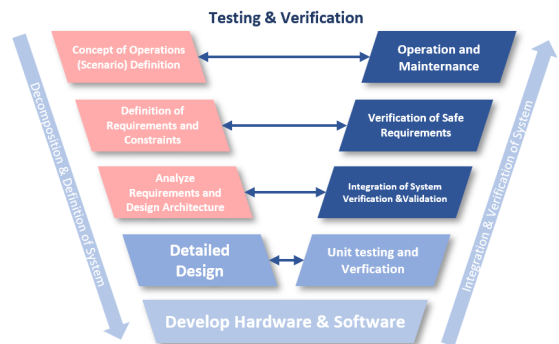 Testing & Verification
Concept of Operations
(Scenario) Definition
Operation and
Mainternance
Definition of
Requirements and
Constraints
Verification of Safe
Requirements
Analyze
Requirements and
Design Architecture
Integration of System
Verification &Validation
Detailed
Design
Unit testing and
Verfication
Develop Hardware & Software
Decomposition & Definition of System
Integration & Verification of System